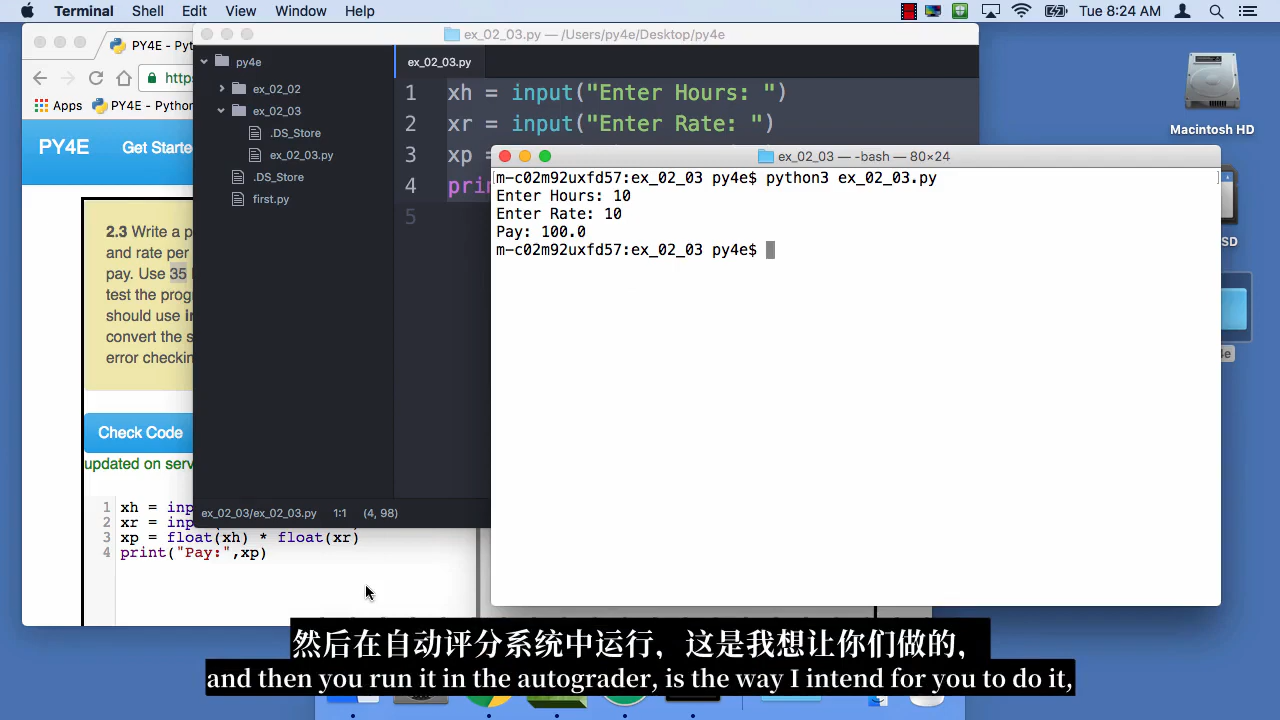 Terminal Shell Edit View Window Help Tue 8:24 AM
PY4E - Pyt
ex_02_03.py — /Users/py4e/Desktop/py4e
https
Apps PY4E - Python
PY4E Get Starte
py4e
ex_02_02
ex_02_03
.DS_Store
ex_02_03.py
.DS_Store
first.py
ex_02_03.py
1 xh = input("Enter Hours: ")
2 xr = input("Enter Rate: ")
3 xp =
4 prin
5
Macintosh HD
SD
4e
ex_02_03 — -bash — 80×24
m-c02m92uxfd57:ex_02_03 py4e$ python3 ex_02_03.py
Enter Hours: 10
Enter Rate: 10
Pay: 100.0
m-c02m92uxfd57:ex_02_03 py4e$
2.3 Write a p
and rate per
pay. Use 35
test the progr
should use in
convert the s
error checkin
Check Code
updated on serv
ex_02_03/ex_02_03.py 1:1 (4, 98)
1 xh = inp
2 xr = inp
3 xp = float(xh) * float(xr)
4 print("Pay:",xp)
然后在自动评分系统中运行，这是我想让你们做的，
and then you run it in the autograder, is the way I intend for you to do it,